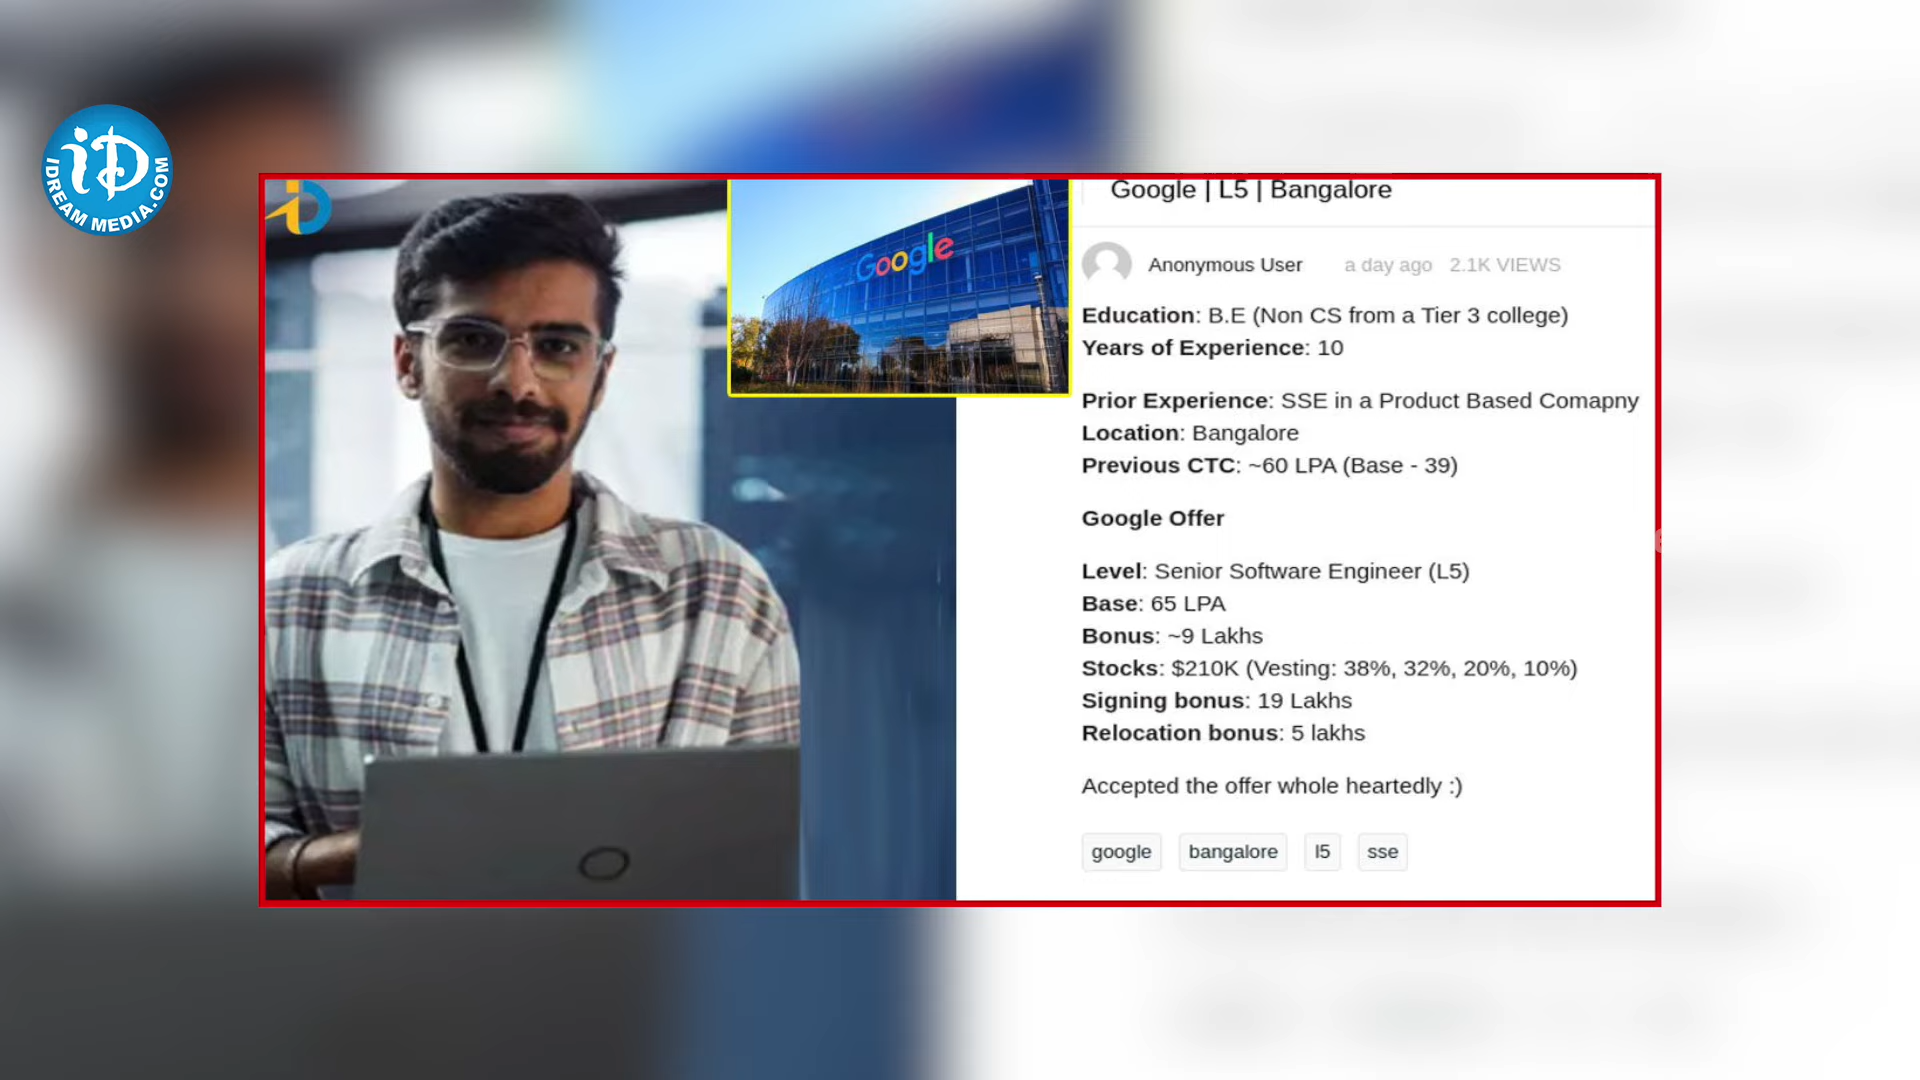 iD
IDREAM MEDIA.COM
iD
Google
Google | L5 | Bangalore
Anonymous User a day ago 2.1K VIEWS
Education: B.E (Non CS from a Tier 3 college)
Years of Experience: 10
Prior Experience: SSE in a Product Based Comapny
Location: Bangalore
Previous CTC: ~60 LPA (Base - 39)
Google Offer
Level: Senior Software Engineer (L5)
Base: 65 LPA
Bonus: ~9 Lakhs
Stocks: $210K (Vesting: 38%, 32%, 20%, 10%)
Signing bonus: 19 Lakhs
Relocation bonus: 5 lakhs
Accepted the offer whole heartedly :)
google bangalore l5 sse